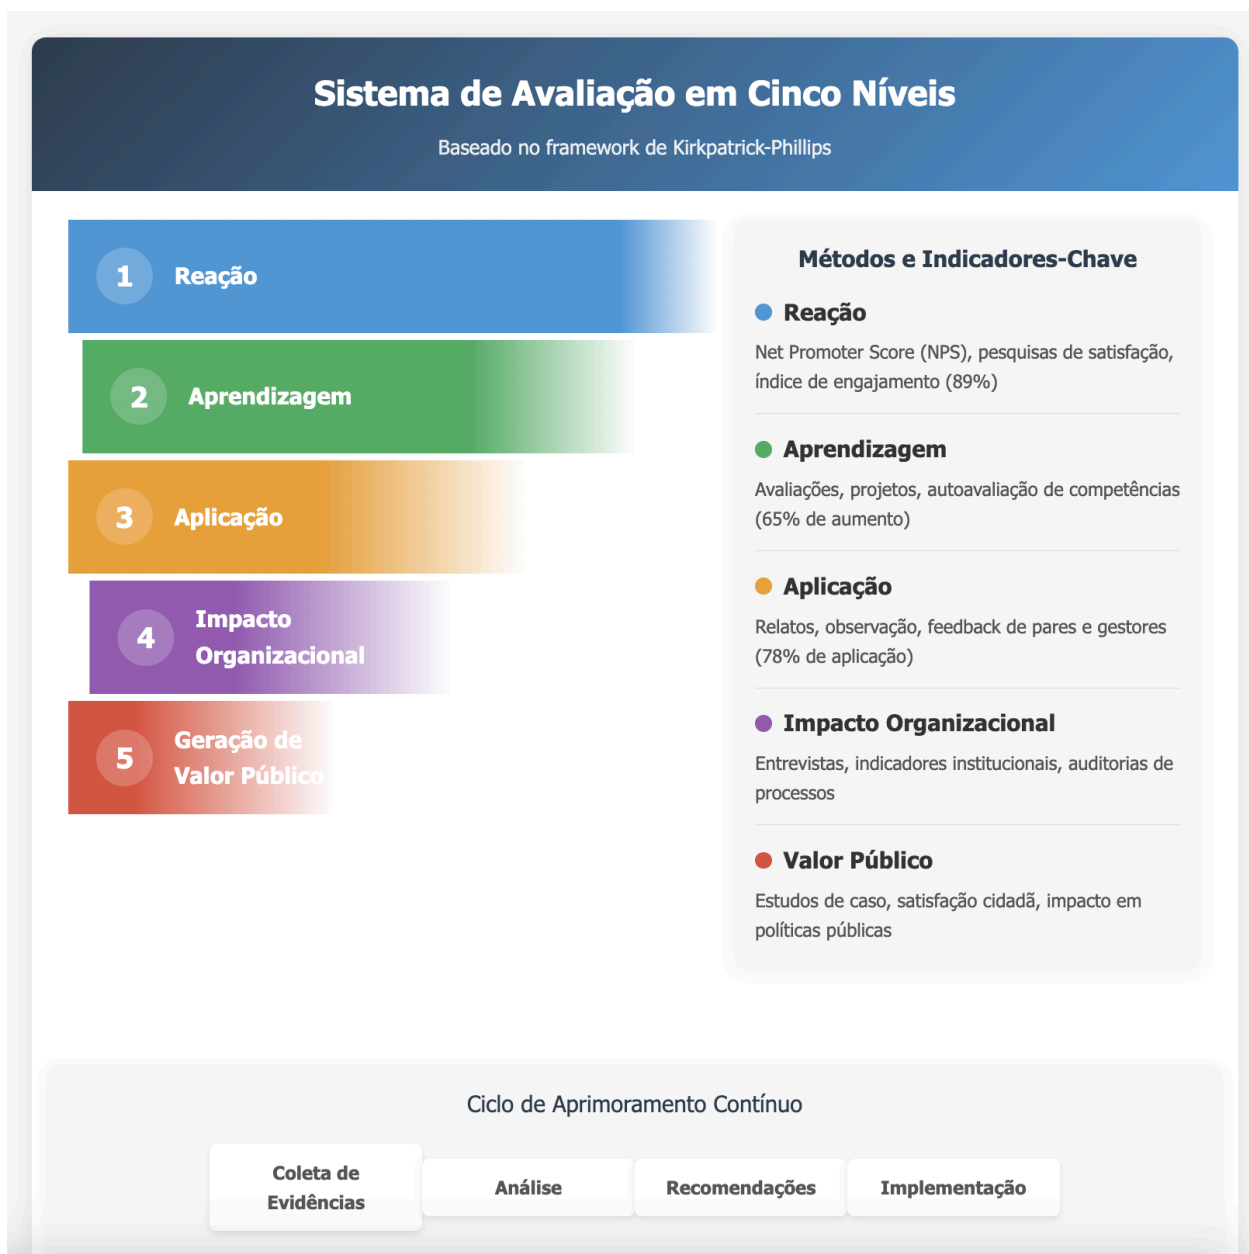 Sistema de Avaliação em Cinco Níveis
Baseado no framework de Kirkpatrick-Phillips
1
Reação
2
Aprendizagem
3
Aplicação
4
Impacto
Organizacional
5
Geração de
Valor Público
Métodos e Indicadores-Chave
Reação
Net Promoter Score (NPS), pesquisas de satisfação,
índice de engajamento (89%)
Aprendizagem
Avaliações, projetos, autoavaliação de competências
(65% de aumento)
Aplicação
Relatos, observação, feedback de pares e gestores
(78% de aplicação)
Impacto Organizacional
Entrevistas, indicadores institucionais, auditorias de
processos
Valor Público
Estudos de caso, satisfação cidadã, impacto em
políticas públicas
Ciclo de Aprimoramento Contínuo
Coleta de
Evidências
Análise
Recomendações
Implementação